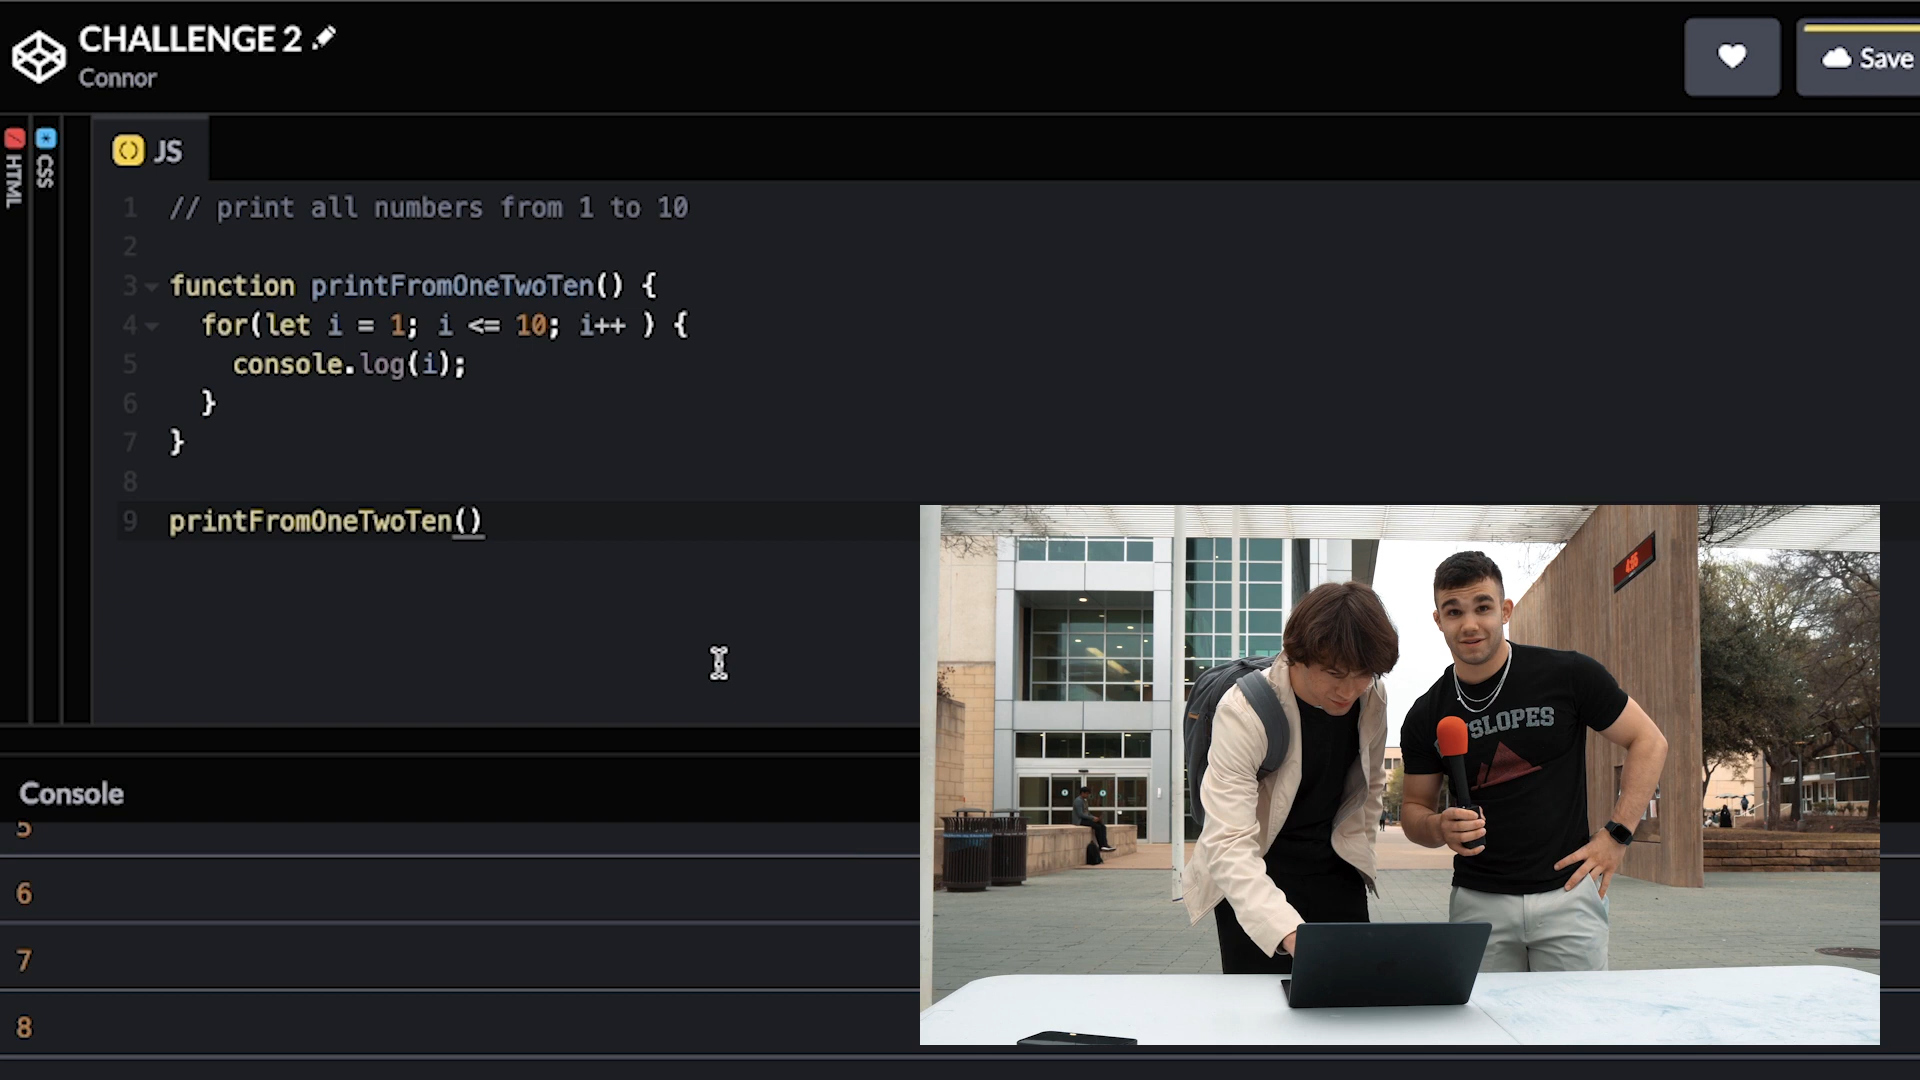 CHALLENGE 2
Connor
Save
HTML
CSS
JS
1 // print all numbers from 1 to 10
2
3 function printFromOneTwoTen() {
4   for(let i = 1; i <= 10; i++ ) {
5     console.log(i);
6   }
7 }
8
9 printFromOneTwoTen()
Console
5
6
7
8
SLOPES